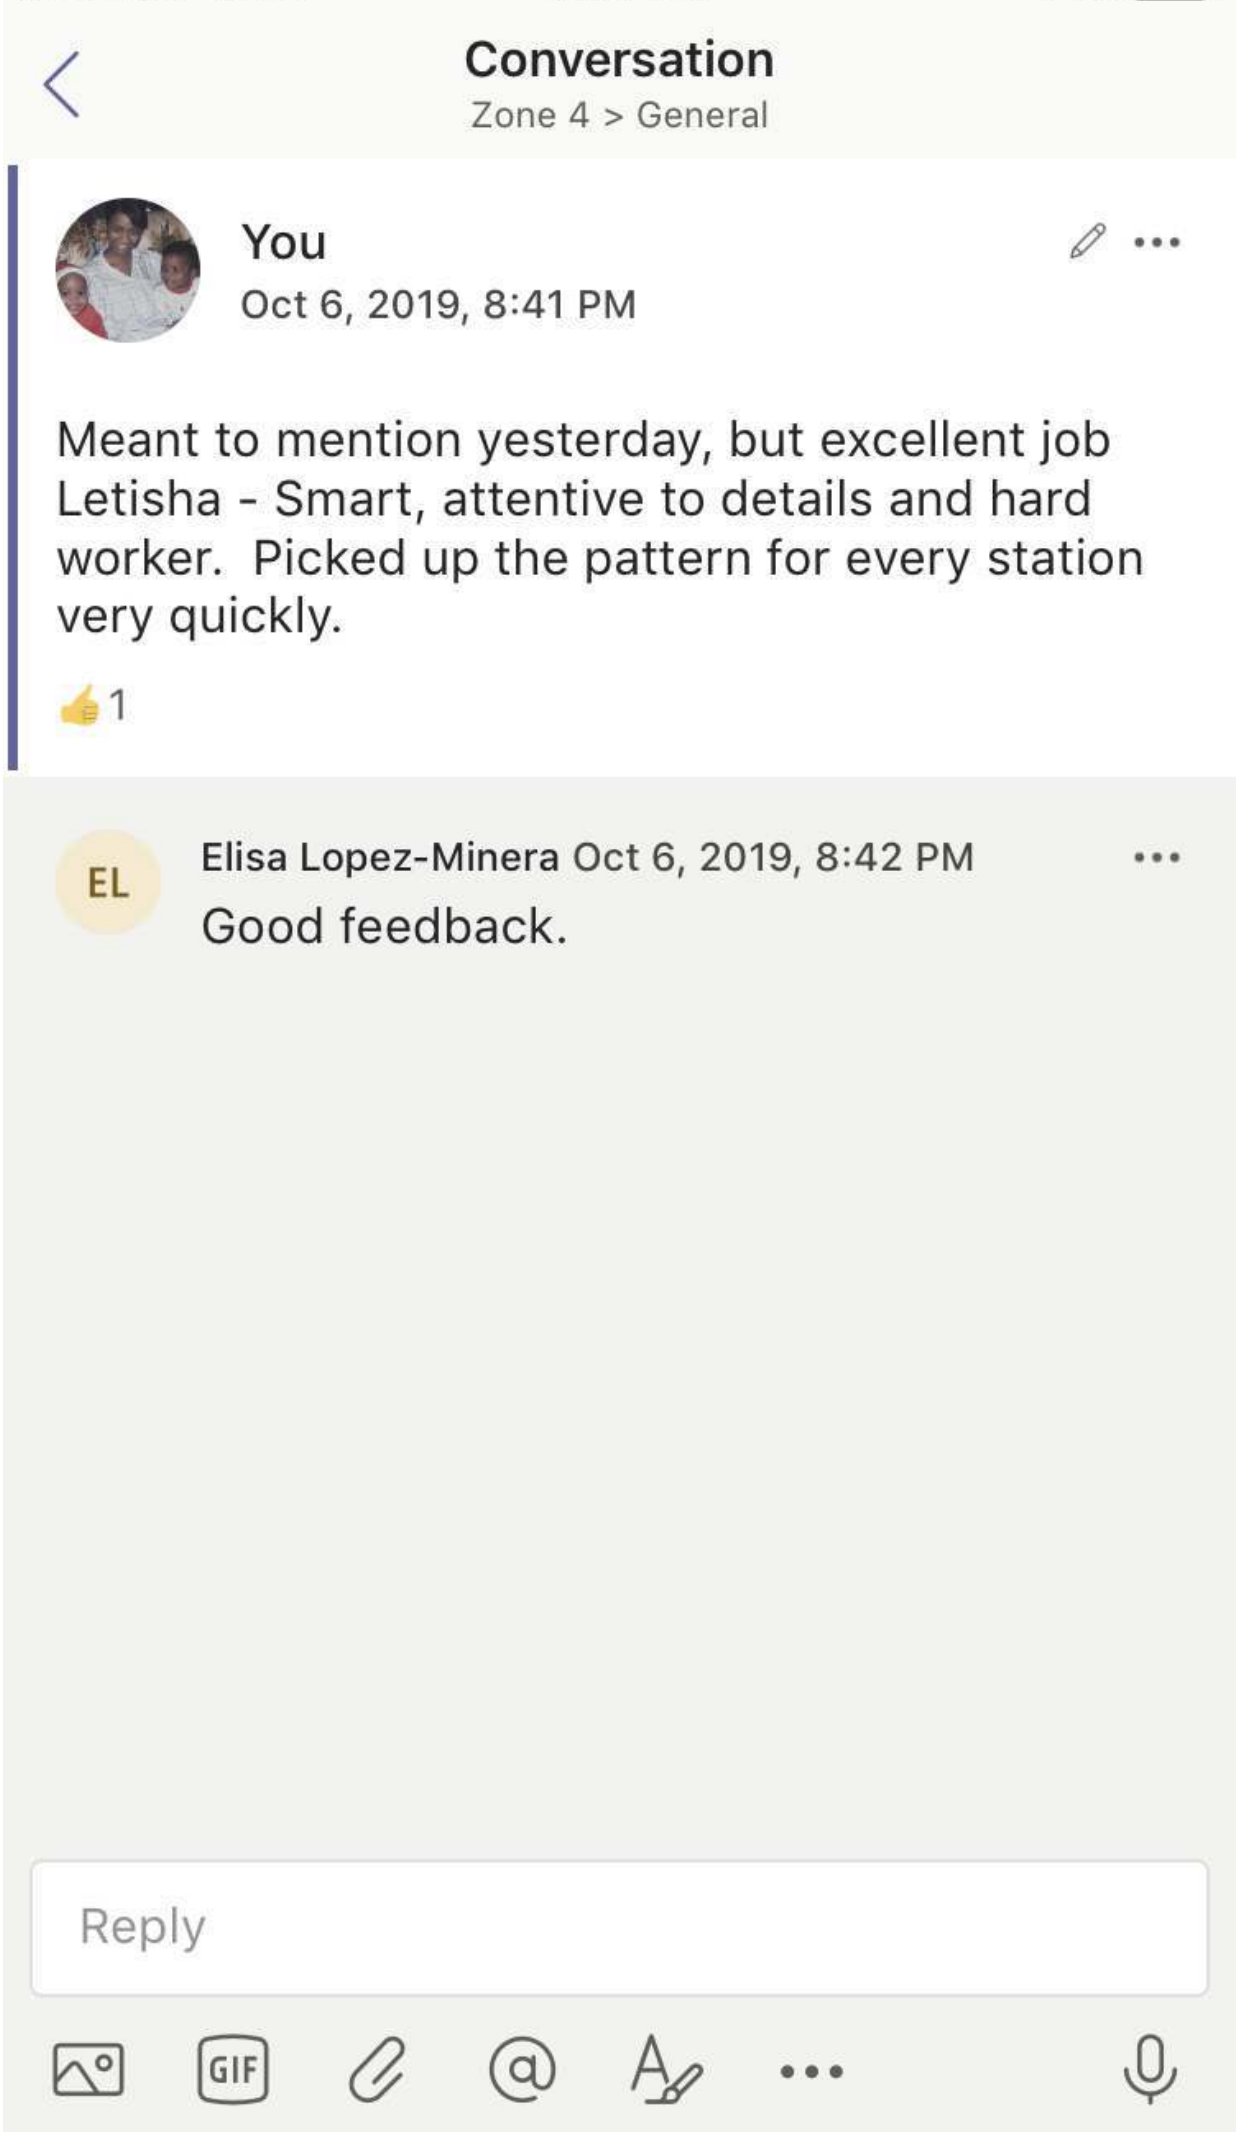 Conversation
Zone 4 > General
You
Oct 6, 2019, 8:41 PM
Meant to mention yesterday, but excellent job
Letisha - Smart, attentive to details and hard
worker.  Picked up the pattern for every station
very quickly.
👍 1
EL
Elisa Lopez-Minera Oct 6, 2019, 8:42 PM
Good feedback.
Reply
GIF